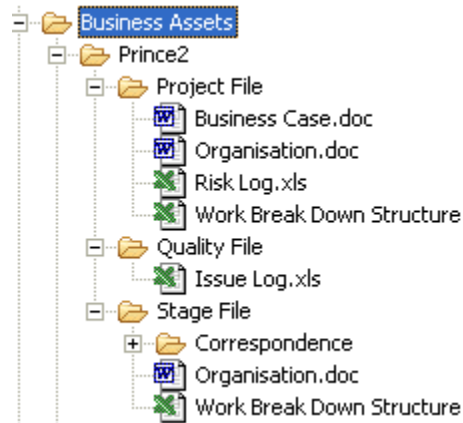 Business Assets
Prince2
Project File
Business Case.doc
Organisation.doc
Risk Log.xls
Work Break Down Structure
Quality File
Issue Log.xls
Stage File
Correspondence
Organisation.doc
Work Break Down Structure